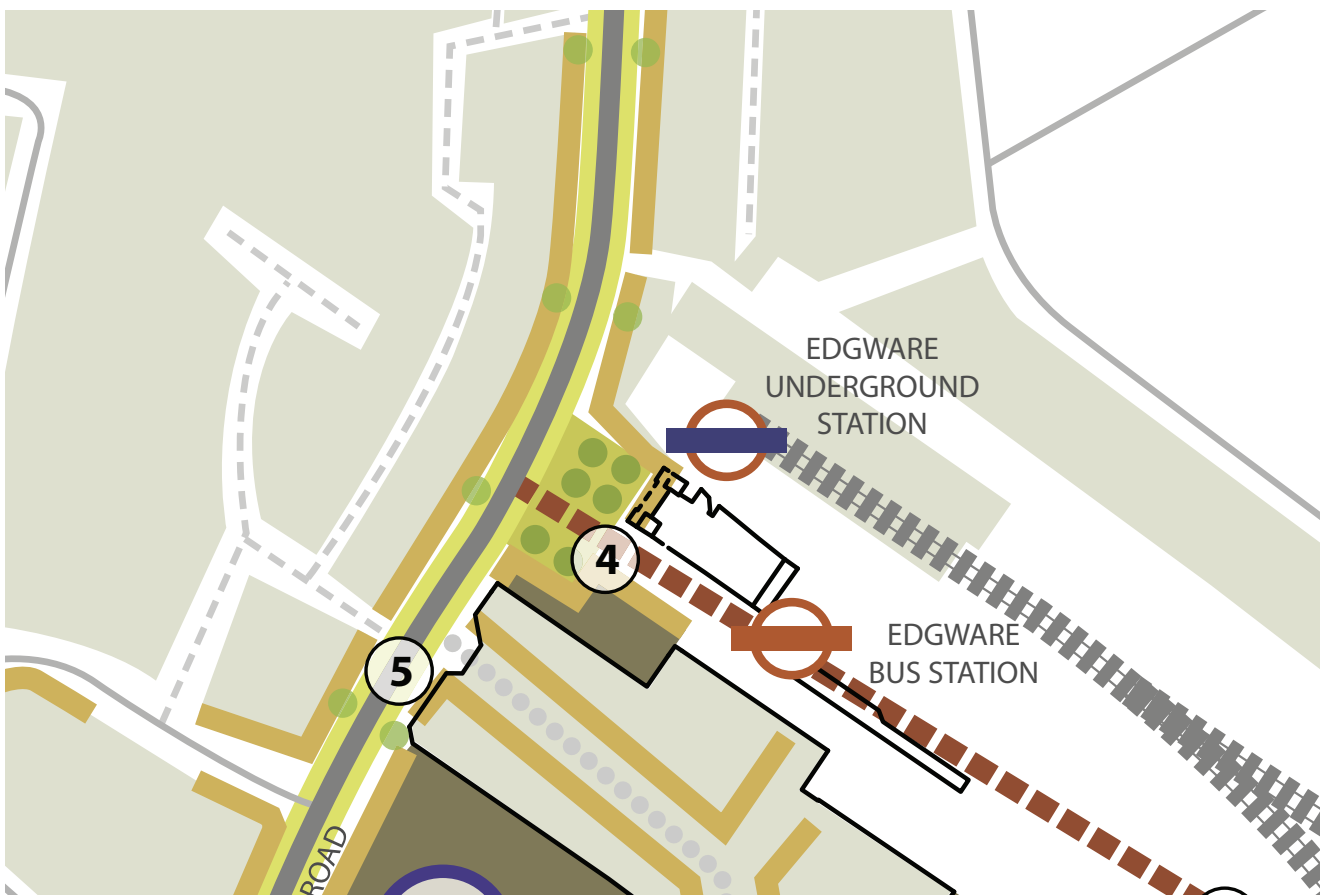 EDGWARE
UNDERGROUND
STATION
4
EDGWARE
BUS STATION
5
ROAD